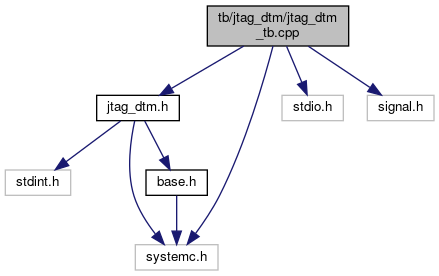 tb/jtag_dtm/jtag_dtm
_tb.cpp
jtag_dtm.h
stdio.h
signal.h
stdint.h
base.h
systemc.h